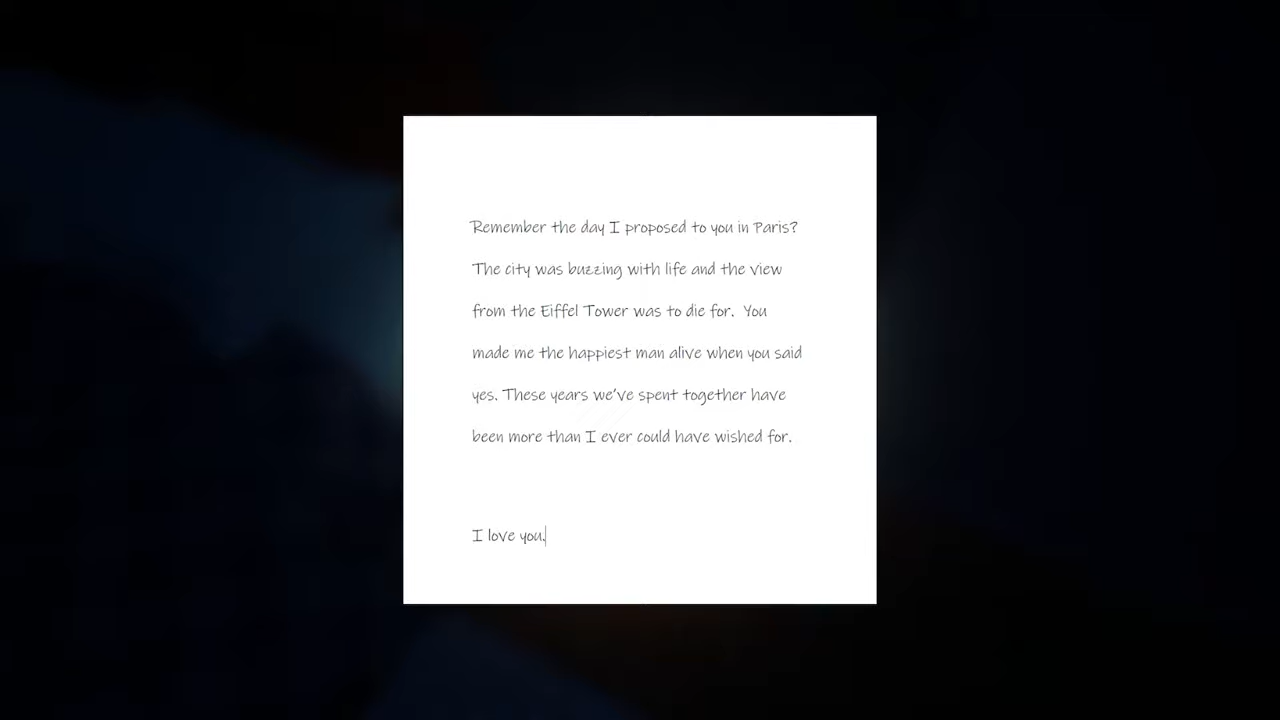 Remember the day I proposed to you in Paris?
The city was buzzing with life and the view
from the Eiffel Tower was to die for.  You
made me the happiest man alive when you said
yes. These years we've spent together have
been more than I ever could have wished for.
I love you.